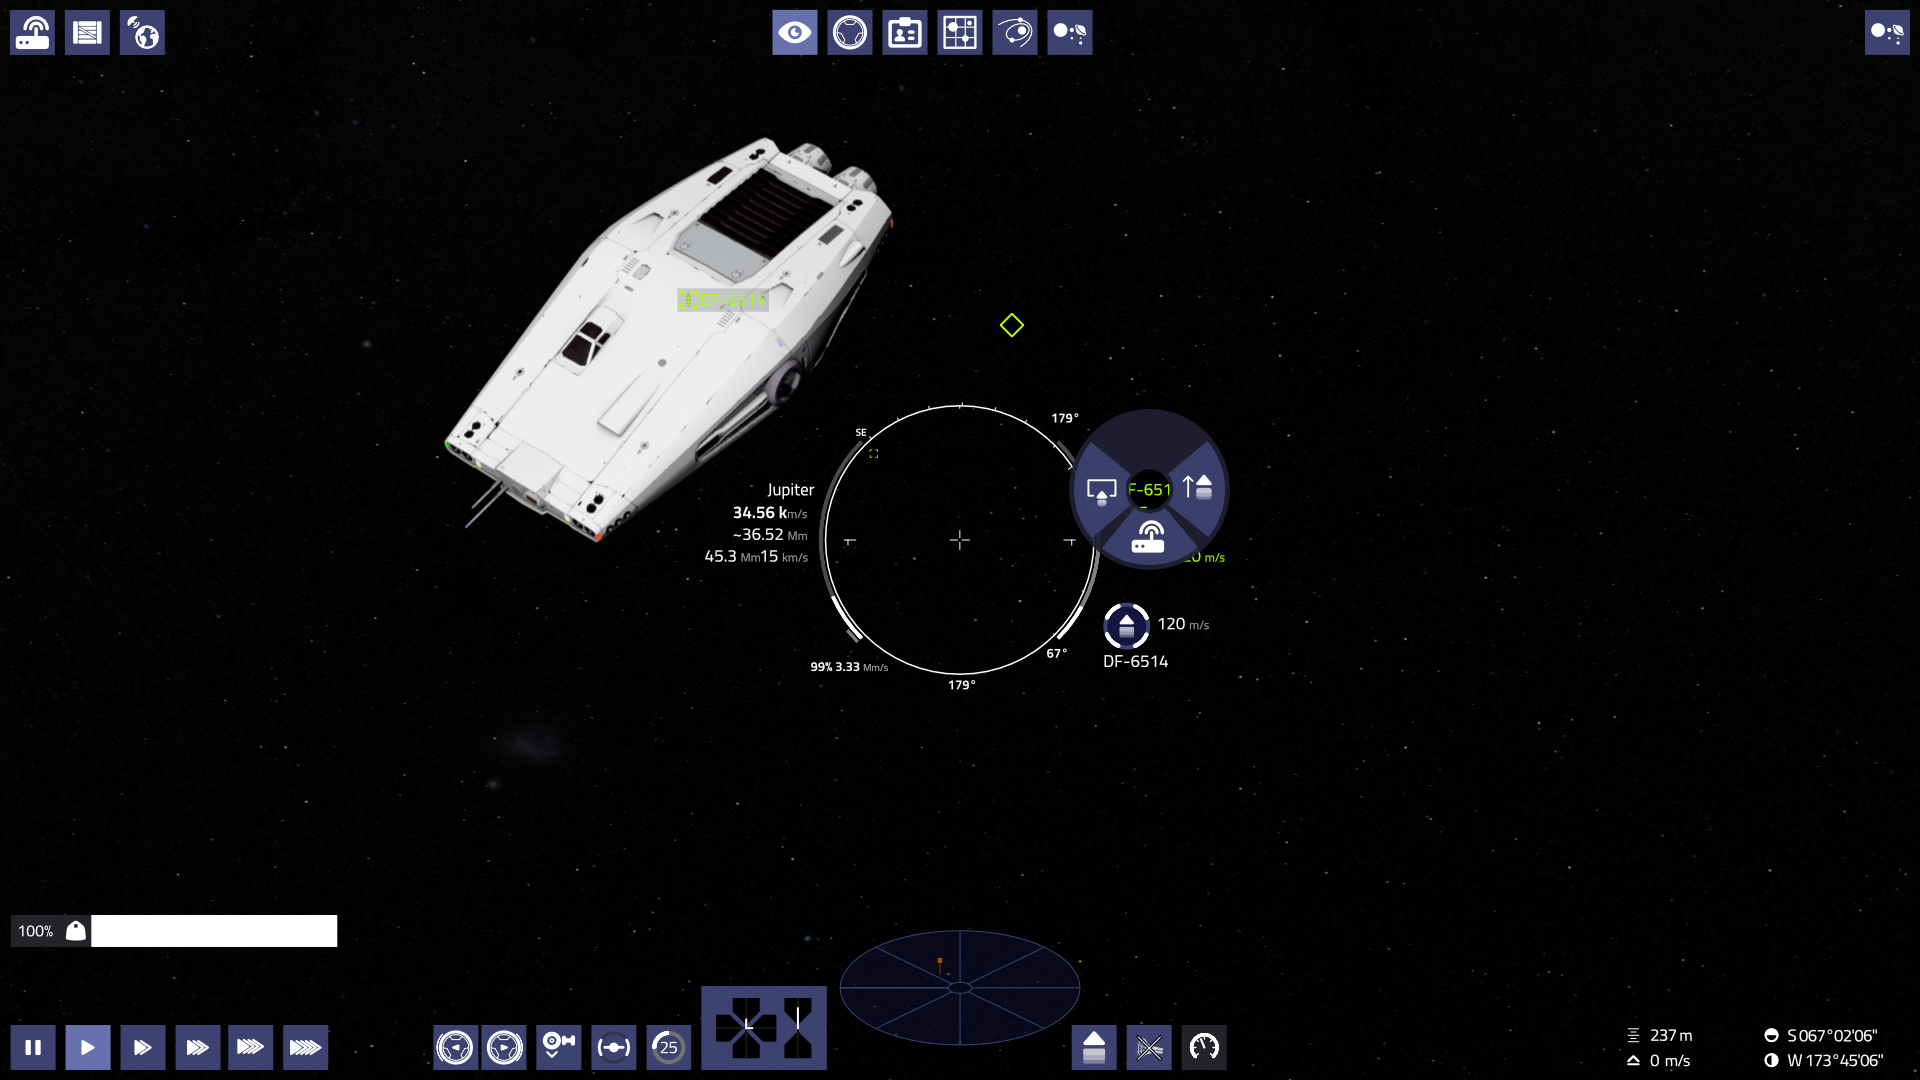 179°
SE
Jupiter
34.56 km/s
~36.52 Mm
45.3 Mm15 km/s
F-651
m/s
120 m/s
DF-6514
67°
99% 3.33 Mm/s
179°
100%
25
237 m
0 m/s
S 067°02'06"
W 173°45'06"